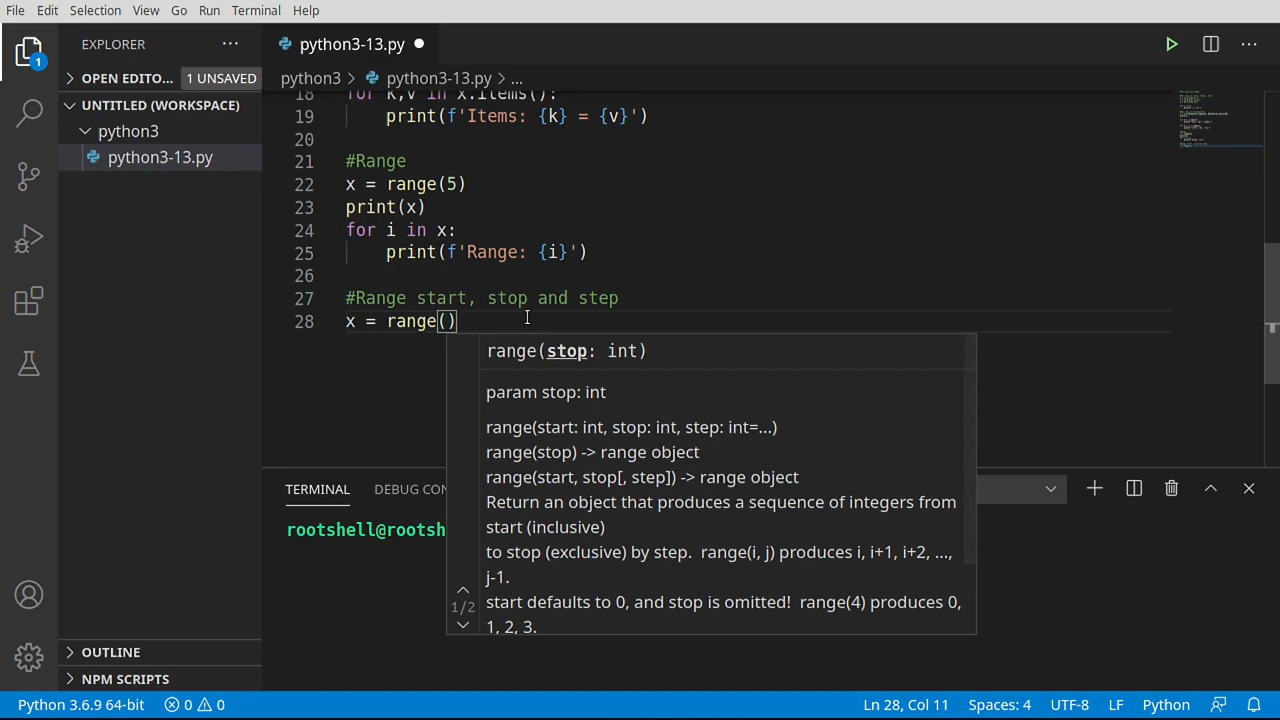 File Edit Selection View Go Run Terminal Help
EXPLORER
python3-13.py
OPEN EDITO... 1 UNSAVED
python3 > python3-13.py > ...
UNTITLED (WORKSPACE)
python3
python3-13.py
1
18 for k,v in x.items():
19 print(f'Items: {k} = {v}')
20
21 #Range
22 x = range(5)
23 print(x)
24 for i in x:
25 print(f'Range: {i}')
26
27 #Range start, stop and step
28 x = range()
range(stop: int)
param stop: int
range(start: int, stop: int, step: int=...)
range(stop) -> range object
range(start, stop[, step]) -> range object
Return an object that produces a sequence of integers from
start (inclusive)
to stop (exclusive) by step. range(i, j) produces i, i+1, i+2, ...,
j-1.
start defaults to 0, and stop is omitted! range(4) produces 0,
1, 2, 3.
1/2
TERMINAL DEBUG CON
rootshell@rootsh
OUTLINE
NPM SCRIPTS
Python 3.6.9 64-bit 0 0 Ln 28, Col 11 Spaces: 4 UTF-8 LF Python